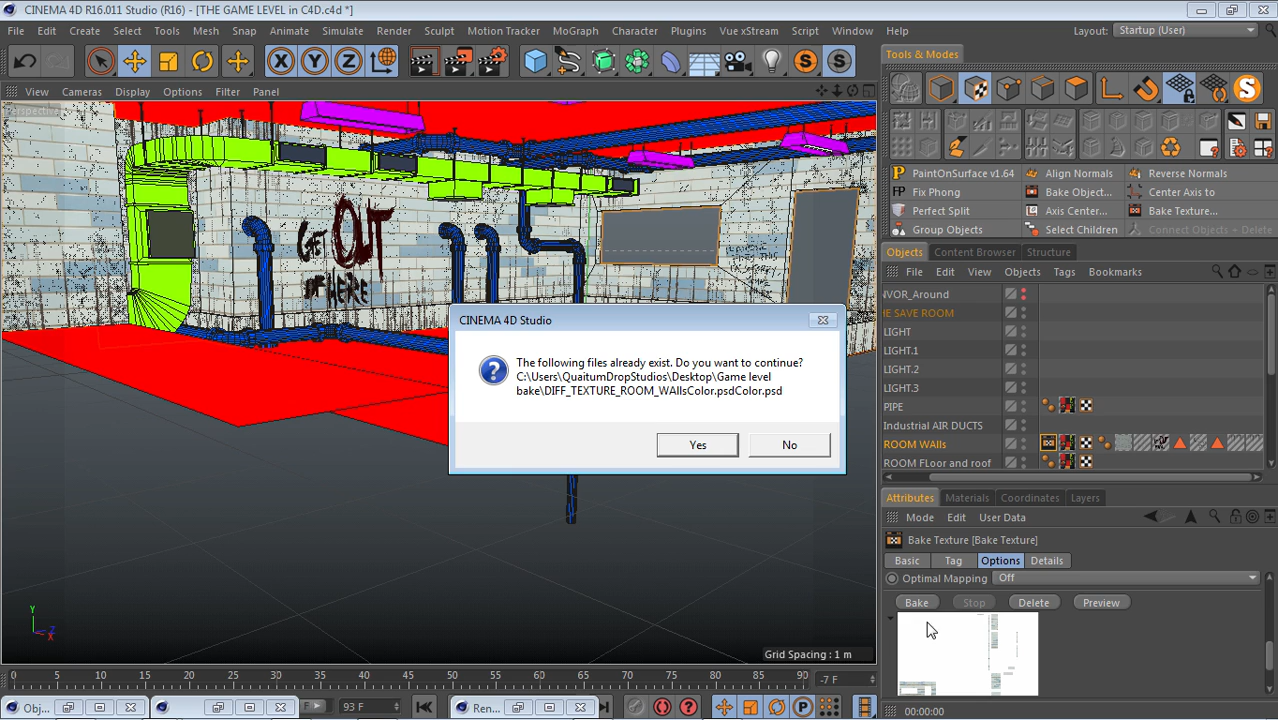 CINEMA 4D R16.011 Studio (R16) - [THE GAME LEVEL in C4D.c4d *]
File Edit Create Select Tools Mesh Snap Animate Simulate Render Sculpt Motion Tracker MoGraph Character Plugins Vue xStream Script Window Help Layout: Startup (User)
Tools & Modes
View Cameras Display Options Filter Panel
PaintOnSurface v1.64 Align Normals Reverse Normals
Fix Phong Bake Object... Center Axis to
Perfect Split Axis Center... Bake Texture...
Group Objects Select Children Connect Objects + Delete
Objects Content Browser Structure
File Edit View Objects Tags Bookmarks
NVOR_Around
HE SAVE ROOM
LIGHT
LIGHT.1
LIGHT.2
LIGHT.3
PIPE
Industrial AIR DUCTS
ROOM WAlls
ROOM FLoor and roof
GET OUT
OF HERE
CINEMA 4D Studio
The following files already exist. Do you want to continue?
C:\Users\QuaitumDropStudios\Desktop\Game level
bake\DIFF_TEXTURE_ROOM_WAllsColor.psdColor.psd
Yes No
Attributes Materials Coordinates Layers
Mode Edit User Data
Bake Texture [Bake Texture]
Basic Tag Options Details
Optimal Mapping Off
Bake Stop Delete Preview
Y
Z
X
Grid Spacing : 1 m
0 5 10 15 20 25 30 35 40 45 50 55 60 65 70 75 80 85 90 -7 F
Obj... F 93 F Ren...
00:00:00